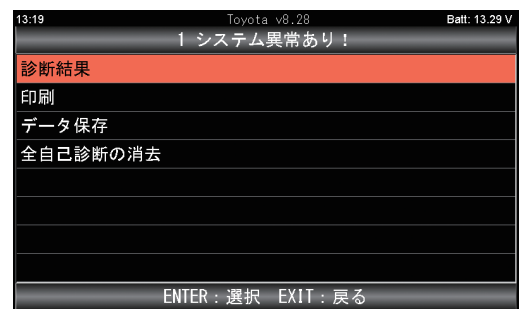 13:19 Toyota v8.28 Batt: 13.29 V
1 システム異常あり！
診断結果
印刷
データ保存
全自己診断の消去
ENTER：選択 EXIT：戻る